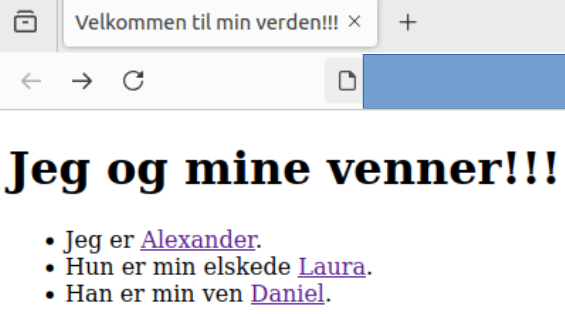 Velkommen til min verden!!!
Jeg og mine venner!!!
Jeg er Alexander.
Hun er min elskede Laura.
Han er min ven Daniel.